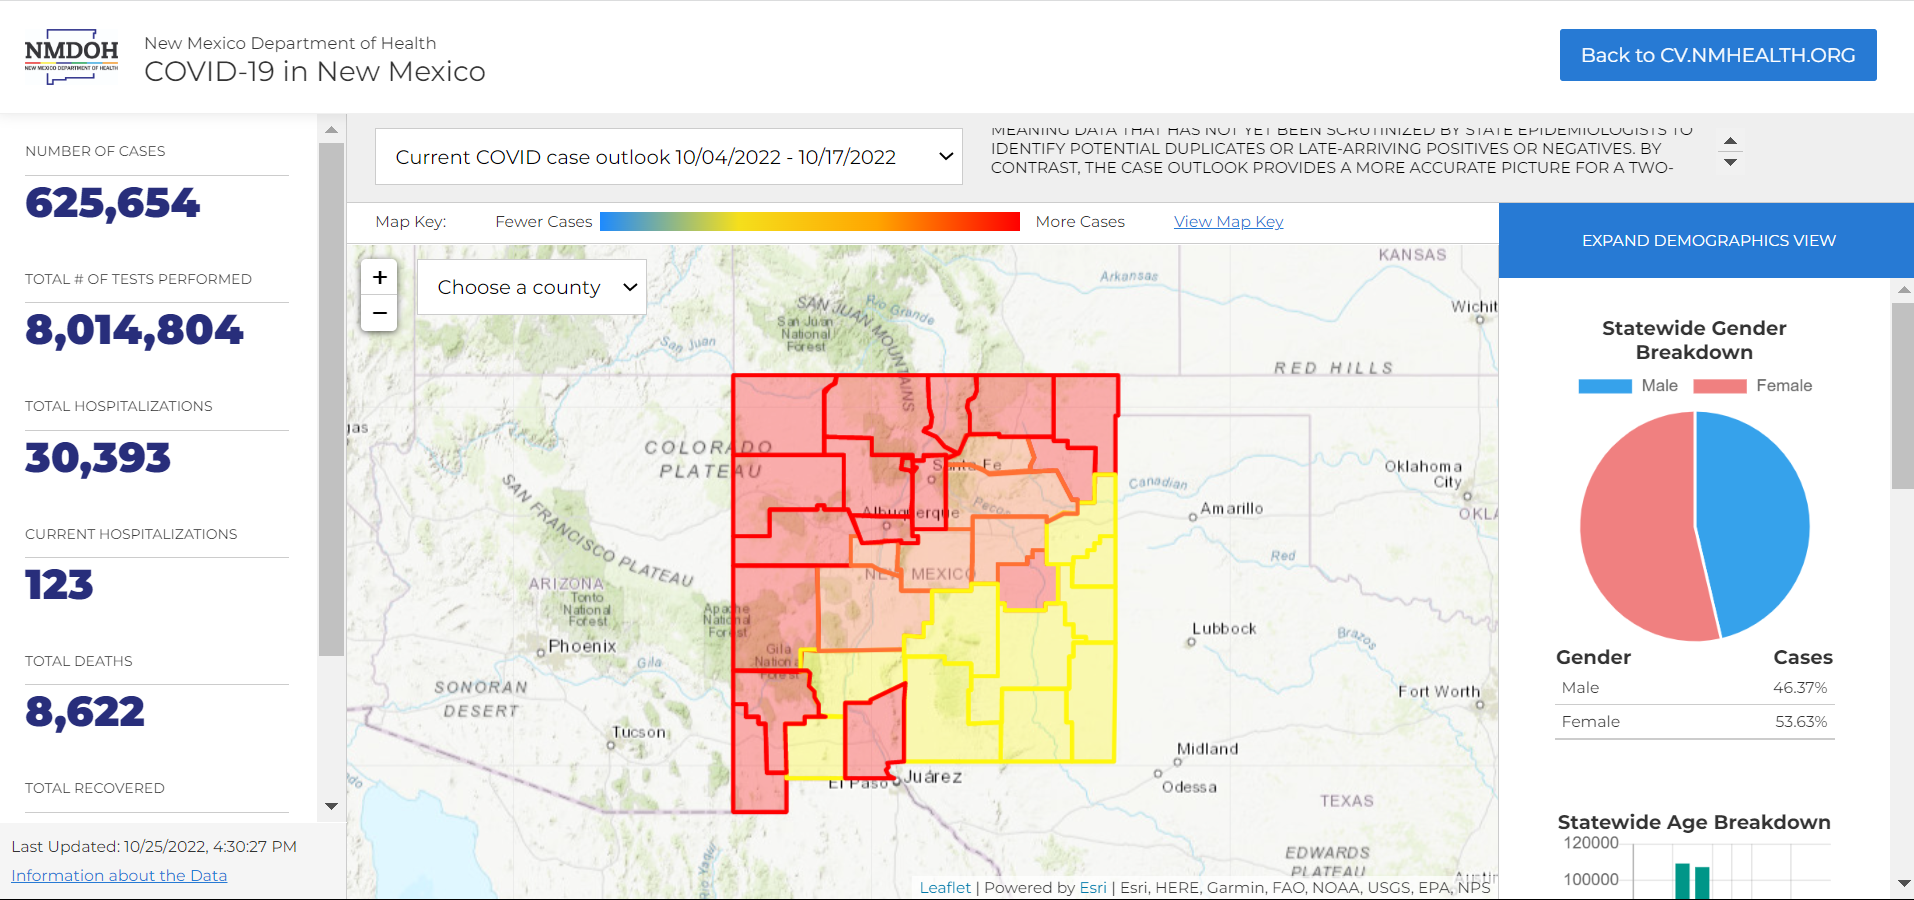 NMDOH
NEW MEXICO DEPARTMENT OF HEALTH
New Mexico Department of Health
COVID-19 in New Mexico
Back to CV.NMHEALTH.ORG
NUMBER OF CASES
625,654
TOTAL # OF TESTS PERFORMED
8,014,804
TOTAL HOSPITALIZATIONS
30,393
CURRENT HOSPITALIZATIONS
123
TOTAL DEATHS
8,622
TOTAL RECOVERED
Last Updated: 10/25/2022, 4:30:27 PM
Information about the Data
Current COVID case outlook 10/04/2022 - 10/17/2022
MEANING DATA THAT HAS NOT YET BEEN SCRUTINIZED BY STATE EPIDEMIOLOGISTS TO
IDENTIFY POTENTIAL DUPLICATES OR LATE-ARRIVING POSITIVES OR NEGATIVES. BY
CONTRAST, THE CASE OUTLOOK PROVIDES A MORE ACCURATE PICTURE FOR A TWO-
Map Key: Fewer Cases More Cases View Map Key
+
−
Choose a county
KANSAS
Arkansas
Wichit
SAN JUAN MOUNTAINS
Rio Grande
San Juan
National
Forest
San Juan
RED HILLS
gas
COLORADO
PLATEAU
Santa Fe
Oklahoma
City
OKLA
Canadian
Amarillo
Pecos
Albuquerque
SAN FRANCISCO PLATEAU
Red
NEW MEXICO
ARIZONA
Tonto
National
Forest
Apache
National
Forest
Phoenix
Gila
Gila
National
Forest
Lubbock
Brazos
SONORAN
DESERT
Fort Worth
Tucson
Midland
Odessa
El Paso
Juárez
TEXAS
do
Rio Yaqui
EDWARDS
PLATEAU
Austin
Leaflet | Powered by Esri | Esri, HERE, Garmin, FAO, NOAA, USGS, EPA, NPS
EXPAND DEMOGRAPHICS VIEW
Statewide Gender
Breakdown
Male Female
Gender Cases
Male 46.37%
Female 53.63%
Statewide Age Breakdown
120000
100000